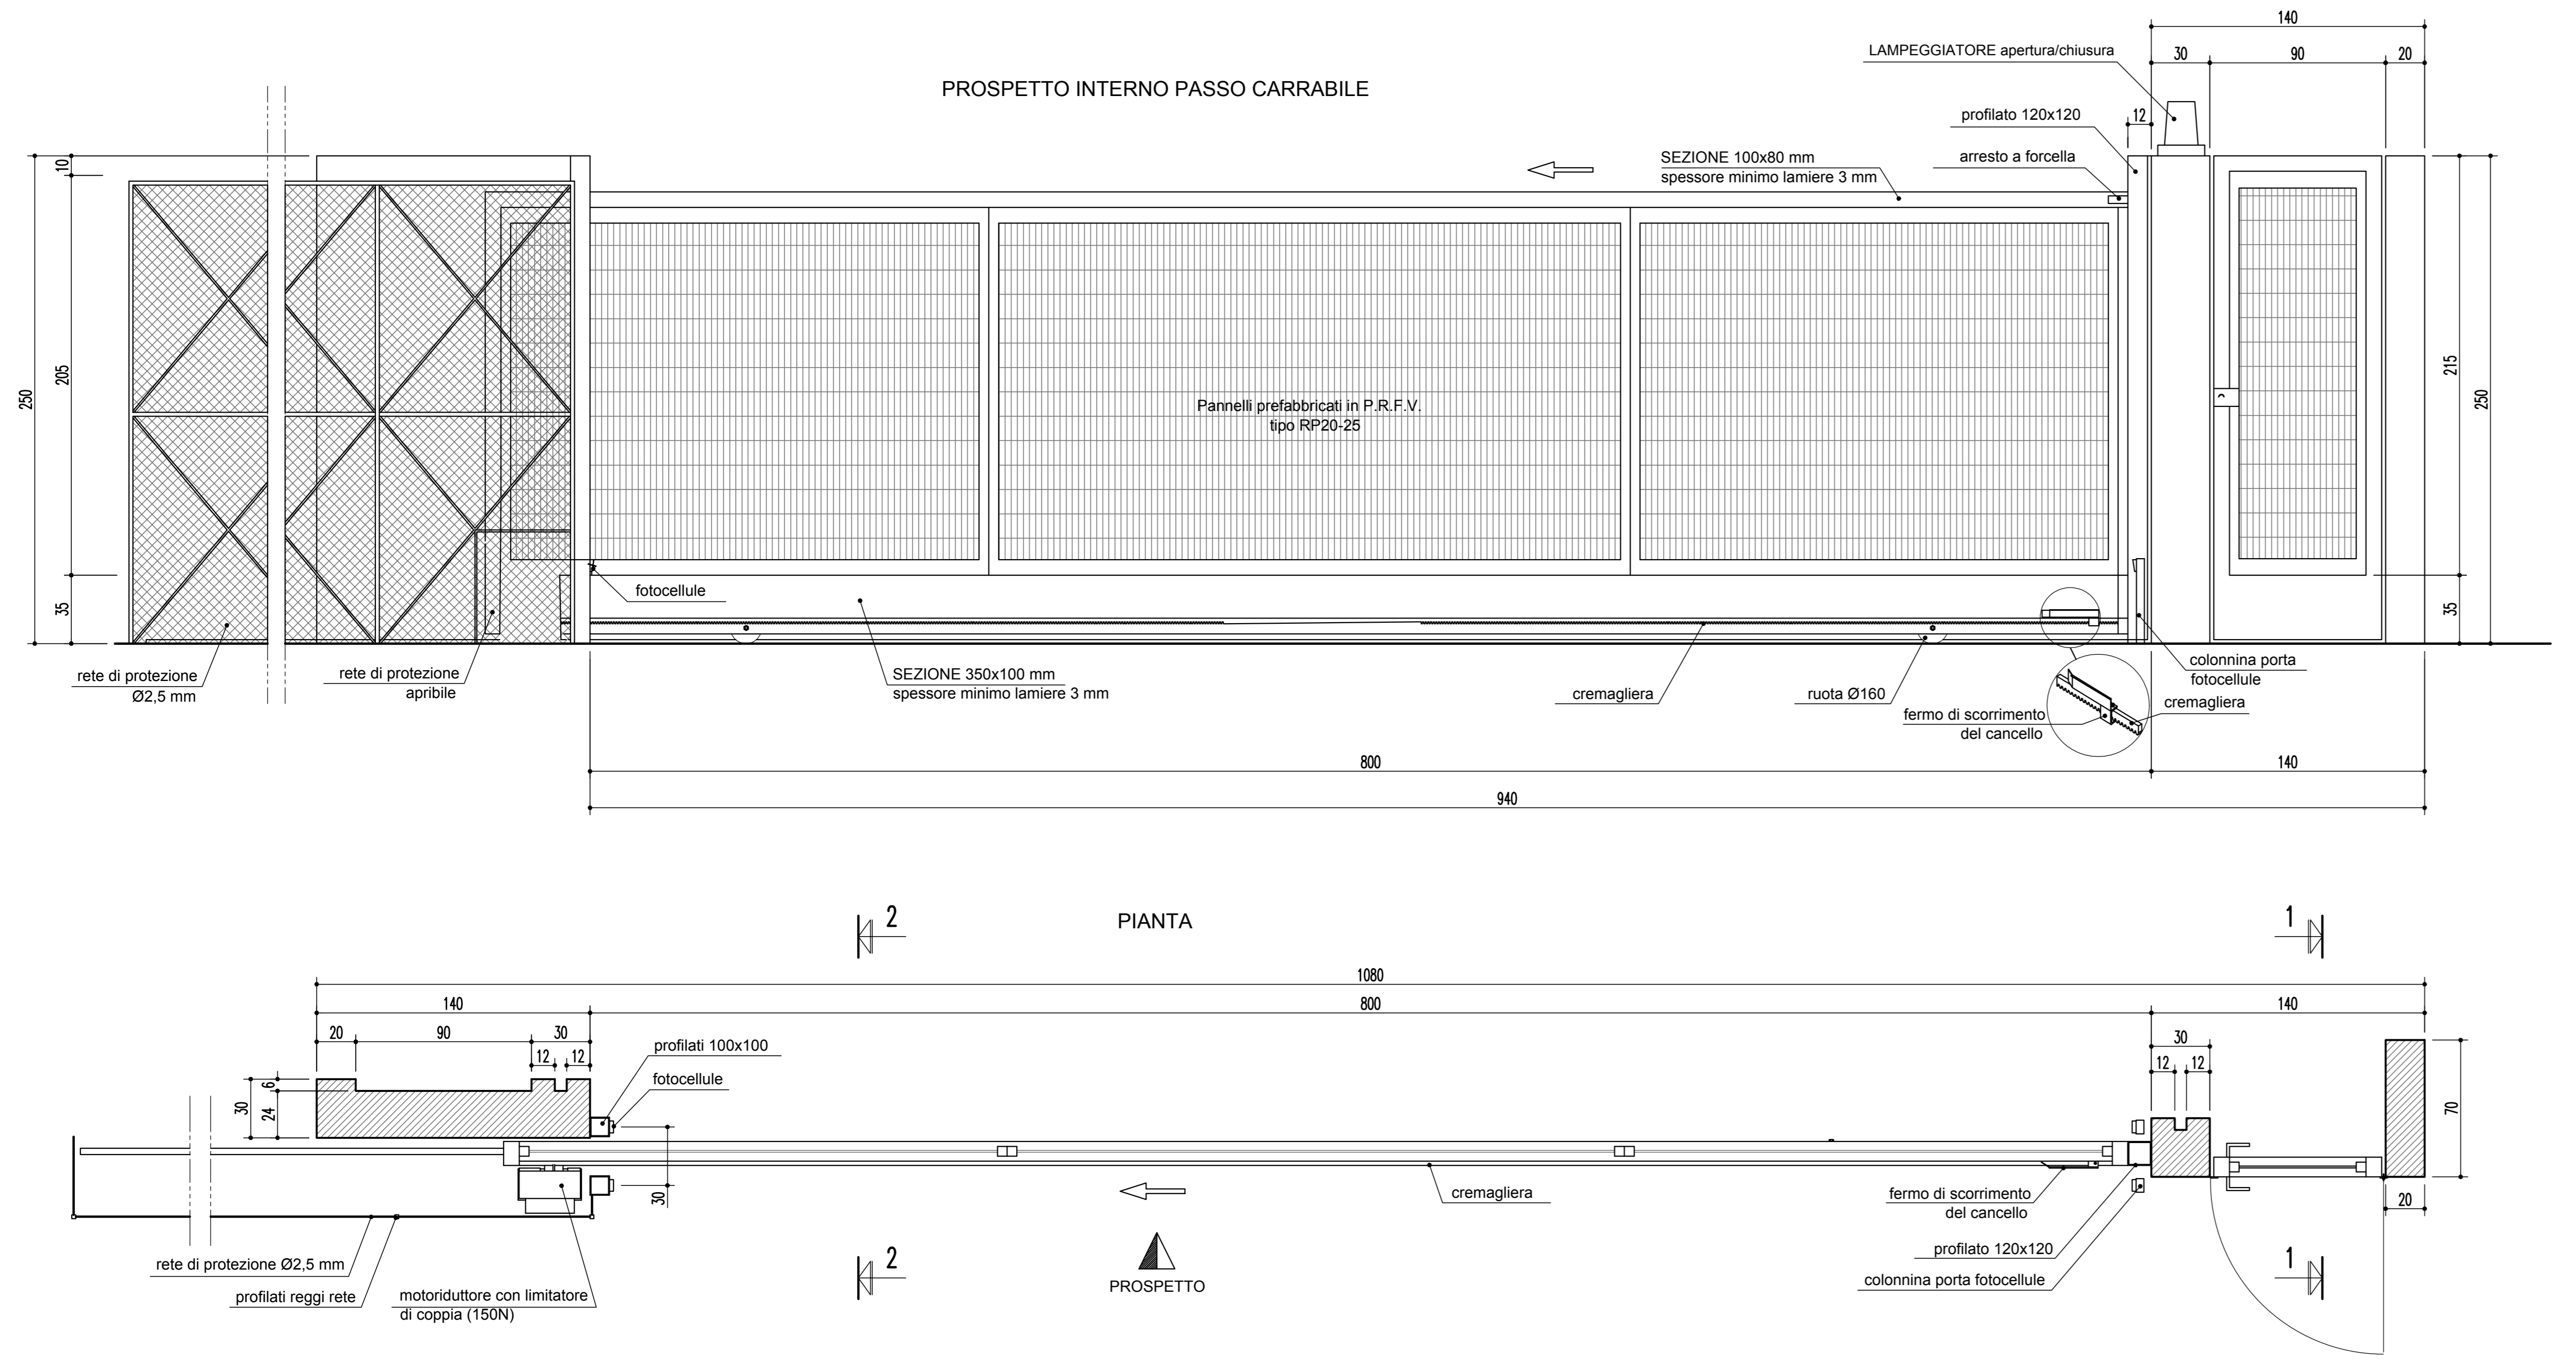 140
LAMPEGGIATORE apertura/chiusura
30
90
20
PROSPETTO INTERNO PASSO CARRABILE
profilato 120x120
12
SEZIONE 100x80 mm
spessore minimo lamiere 3 mm
arresto a forcella
10
205
250
35
215
250
35
Pannelli prefabbricati in P.R.F.V.
tipo RP20-25
fotocellule
rete di protezione
Ø2,5 mm
rete di protezione
apribile
SEZIONE 350x100 mm
spessore minimo lamiere 3 mm
cremagliera
ruota Ø160
fermo di scorrimento
del cancello
colonnina porta
fotocellule
cremagliera
800
140
940
2
PIANTA
1
1080
140
800
140
20
90
30
12
12
profilati 100x100
fotocellule
6
24
30
30
30
12
12
70
20
cremagliera
fermo di scorrimento
del cancello
profilato 120x120
colonnina porta fotocellule
rete di protezione Ø2,5 mm
profilati reggi rete
motoriduttore con limitatore
di coppia (150N)
2
PROSPETTO
1